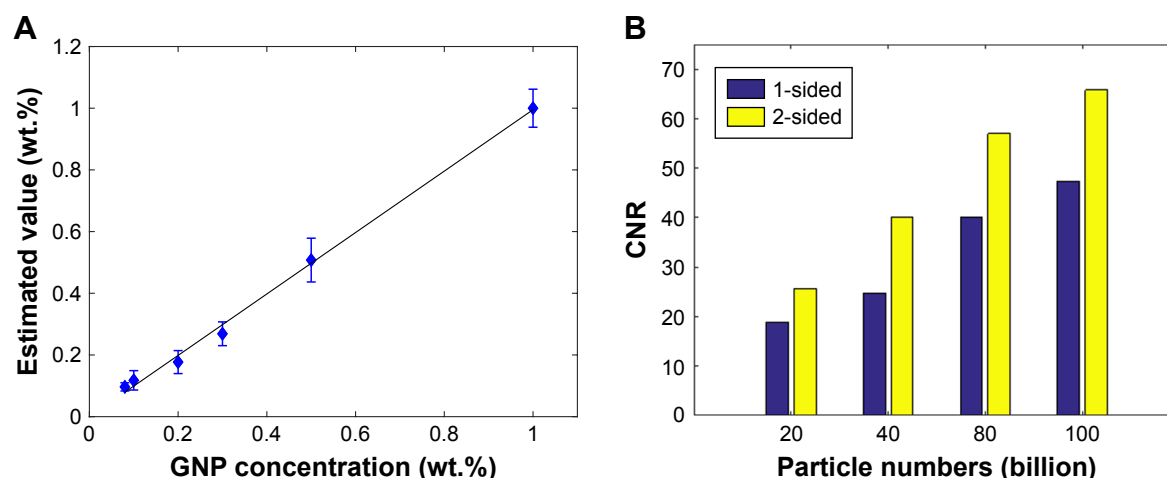 A
Estimated value (wt.%)
1.2
1
0.8
0.6
0.4
0.2
0
0 0.2 0.4 0.6 0.8 1
GNP concentration (wt.%)
B
CNR
70
60
50
40
30
20
10
0
1-sided
2-sided
20 40 80 100
Particle numbers (billion)